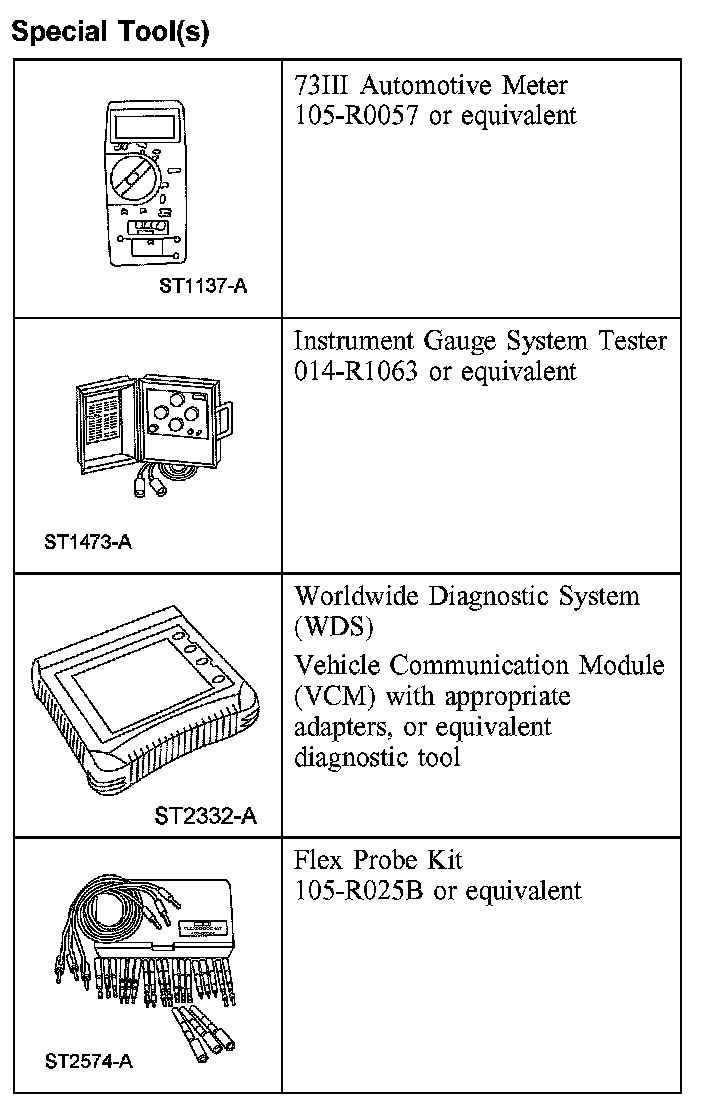 Special Tool(s)
73III Automotive Meter
105-R0057 or equivalent
ST1137-A
Instrument Gauge System Tester
014-R1063 or equivalent
ST1473-A
Worldwide Diagnostic System
(WDS)
Vehicle Communication Module
(VCM) with appropriate
adapters, or equivalent
diagnostic tool
ST2332-A
Flex Probe Kit
105-R025B or equivalent
ST2574-A